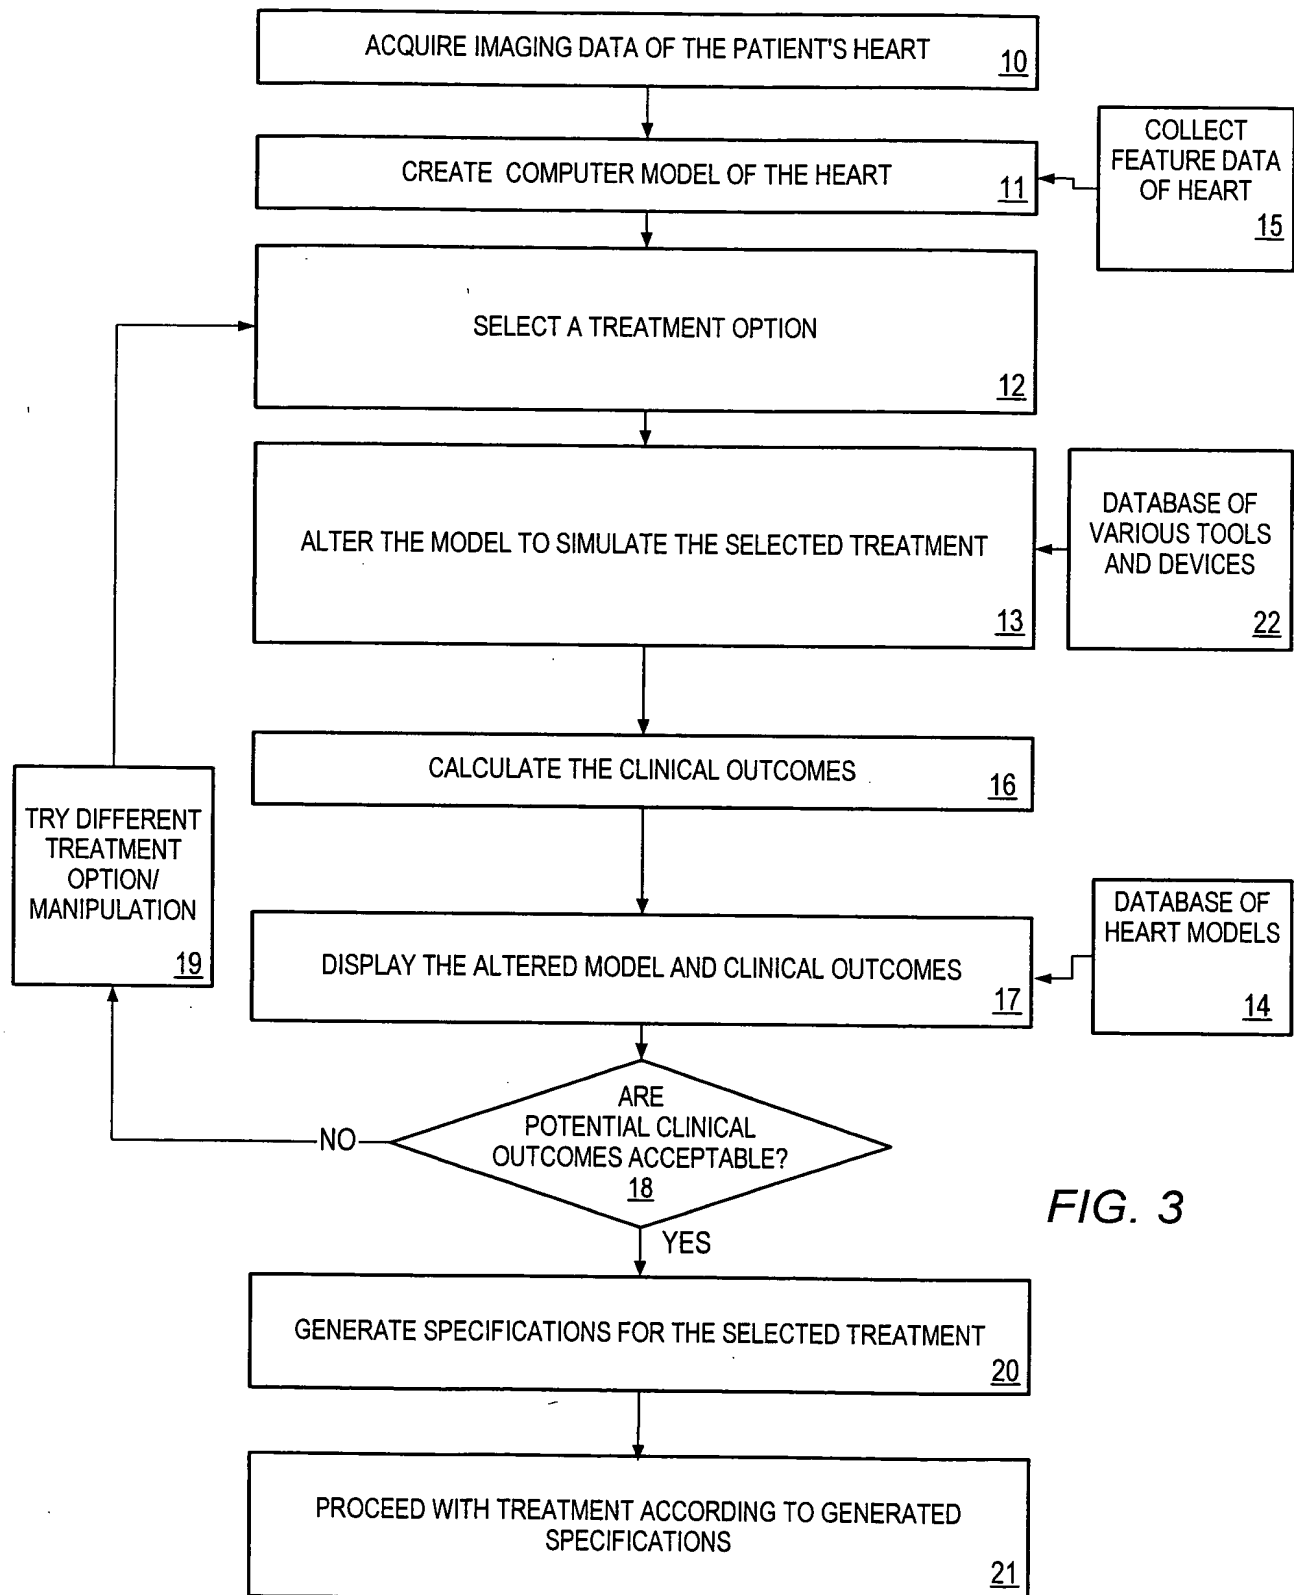 ACQUIRE IMAGING DATA OF THE PATIENT'S HEART
10
CREATE COMPUTER MODEL OF THE HEART
11
COLLECT
FEATURE DATA
OF HEART
15
SELECT A TREATMENT OPTION
12
ALTER THE MODEL TO SIMULATE THE SELECTED TREATMENT
13
DATABASE OF
VARIOUS TOOLS
AND DEVICES
22
CALCULATE THE CLINICAL OUTCOMES
16
TRY DIFFERENT
TREATMENT
OPTION/
MANIPULATION
19
DISPLAY THE ALTERED MODEL AND CLINICAL OUTCOMES
17
DATABASE OF
HEART MODELS
14
ARE
POTENTIAL CLINICAL
OUTCOMES ACCEPTABLE?
18
NO
YES
FIG. 3
GENERATE SPECIFICATIONS FOR THE SELECTED TREATMENT
20
PROCEED WITH TREATMENT ACCORDING TO GENERATED
SPECIFICATIONS
21